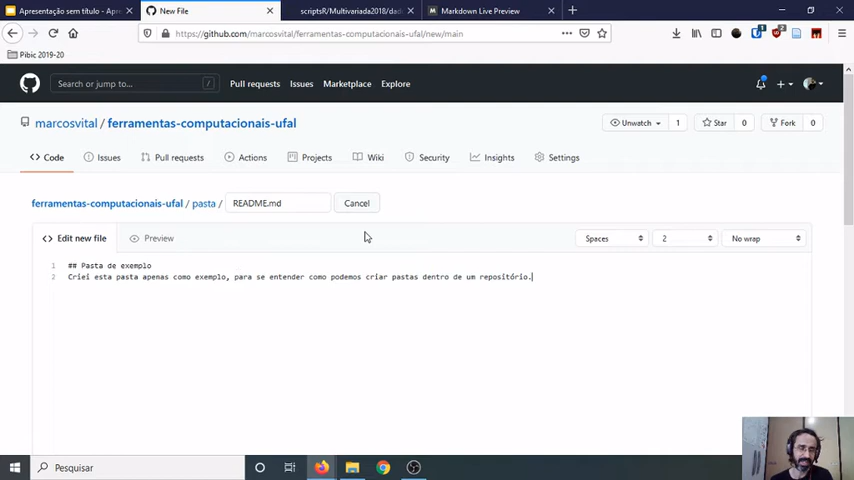 Apresentação sem título - Apre
New File
scriptsR/Multivariada2018/dad
Markdown Live Preview
https://github.com/marcosvital/ferramentas-computacionais-ufal/new/main
Pibic 2019-20
Search or jump to...
/
Pull requests
Issues
Marketplace
Explore
marcosvital / ferramentas-computacionais-ufal
Unwatch
1
Star
0
Fork
0
Code
Issues
Pull requests
Actions
Projects
Wiki
Security
Insights
Settings
ferramentas-computacionais-ufal / pasta / README.md
Cancel
Edit new file
Preview
Spaces
2
No wrap
1 ## Pasta de exemplo
2 Criei esta pasta apenas como exemplo, para se entender como podemos criar pastas dentro de um repositório.
Pesquisar